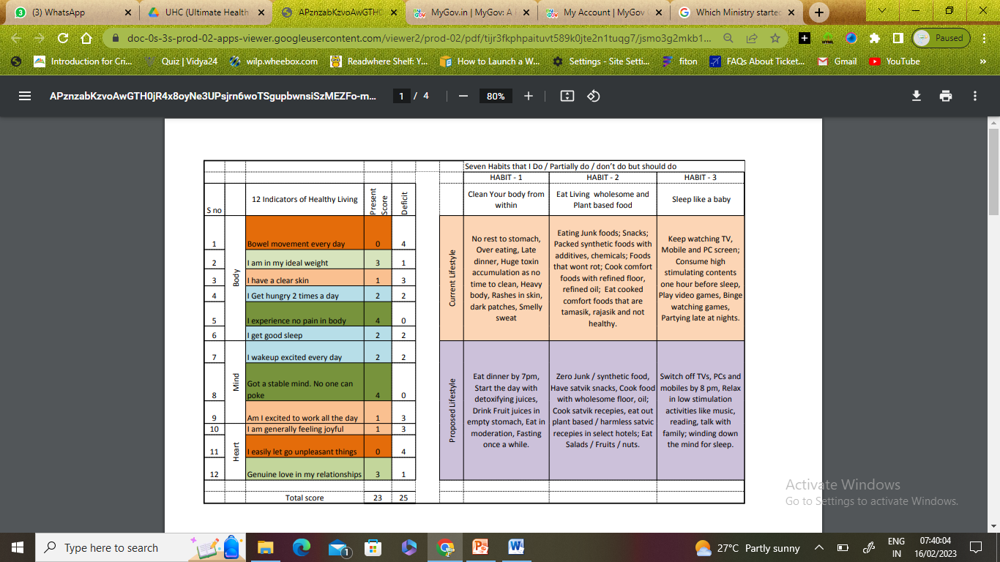 (3) WhatsApp
UHC (Ultimate Health
APznzabKzvoAwGTH0
MyGov.in | MyGov: A
My Account | MyGov
Which Ministry starte
doc-0s-3s-prod-02-apps-viewer.googleusercontent.com/viewer2/prod-02/pdf/tijr3fkphpaituvt589k0jte2n1tuqg7/jsmo3g2mkb1...
Paused
Introduction for Cri...
Quiz | Vidya24
wilp.wheebox.com
Readwhere Shelf: Y...
How to Launch a W...
Settings - Site Setti...
fiton
FAQs About Ticket...
Gmail
YouTube
»
APznzabKzvoAwGTH0jR4x8oyNe3UPsjrn6woTSgupbwnsiSzMEZFo-m...
1 / 4
80%
Seven Habits that I Do / Partially do / don't do but should do
HABIT - 1
HABIT - 2
HABIT - 3
S no
12 Indicators of Healthy Living
Present
Score
Deficit
Clean Your body from
within
Eat Living wholesome and
Plant based food
Sleep like a baby
Body
1 Bowel movement every day 0 4
2 I am in my ideal weight 3 1
3 I have a clear skin 1 3
4 I Get hungry 2 times a day 2 2
5 I experience no pain in body 4 0
6 I get good sleep 2 2
Mind
7 I wakeup excited every day 2 2
Got a stable mind. No one can
8 poke 4 0
9 Am I excited to work all the day 1 3
Heart
10 I am generally feeling joyful 1 3
11 I easily let go unpleasant things 0 4
12 Genuine love in my relationships 3 1
Total score 23 25
Current Lifestyle
No rest to stomach,
Over eating, Late
dinner, Huge toxin
accumulation as no
time to clean, Heavy
body, Rashes in skin,
dark patches, Smelly
sweat
Eating Junk foods; Snacks;
Packed synthetic foods with
additives, chemicals; Foods
that wont rot; Cook comfort
foods with refined floor,
refined oil; Eat cooked
comfort foods that are
tamasik, rajasik and not
healthy.
Keep watching TV,
Mobile and PC screen;
Consume high
stimulating contents
one hour before sleep,
Play video games, Binge
watching games,
Partying late at nights.
Proposed Lifestyle
Eat dinner by 7pm,
Start the day with
detoxifying juices,
Drink Fruit juices in
empty stomach, Eat in
moderation, Fasting
once a while.
Zero Junk / synthetic food,
Have satvik snacks, Cook food
with wholesome floor, oil;
Cook satvik recepies, eat out
plant based / harmless satvic
recepies in select hotels; Eat
Salads / Fruits / nuts.
Switch off TVs, PCs and
mobiles by 8 pm, Relax
in low stimulation
activities like music,
reading, talk with
family; winding down
the mind for sleep.
Activate Windows
Go to Settings to activate Windows.
Type here to search
1
27°C Partly sunny
ENG
IN
07:40:04
16/02/2023